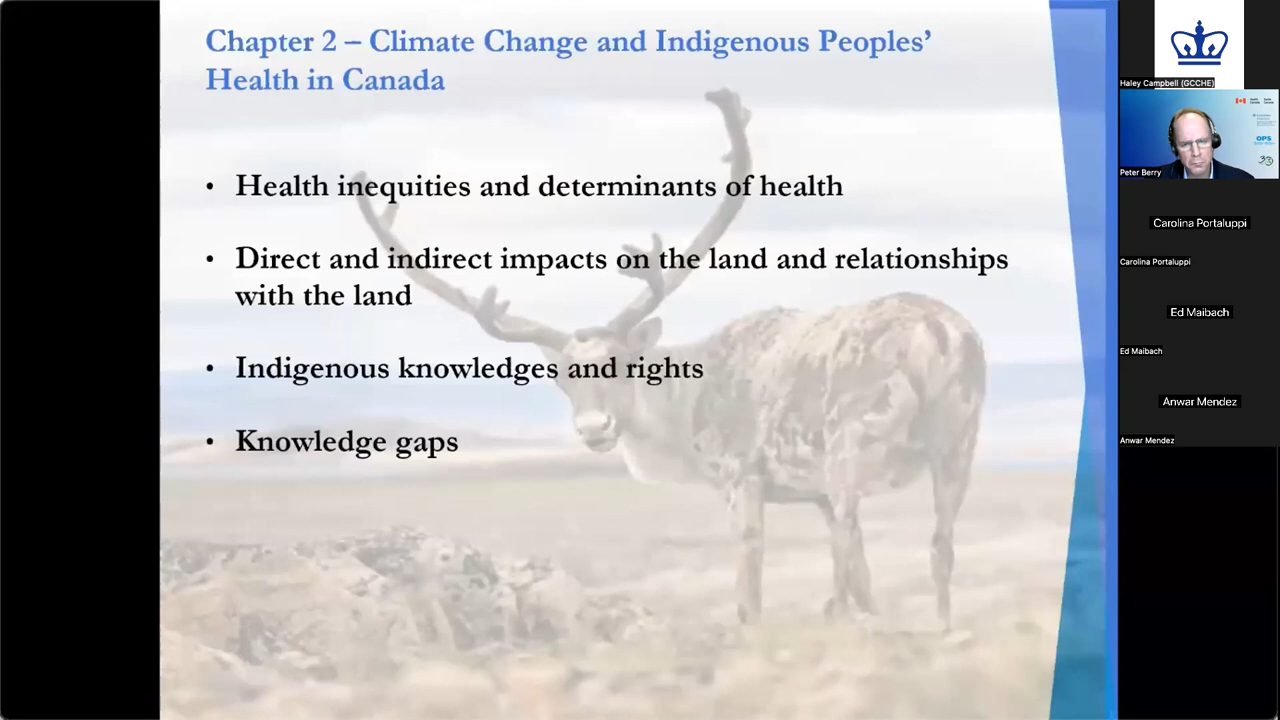 Chapter 2 – Climate Change and Indigenous Peoples’
Health in Canada
• Health inequities and determinants of health
• Direct and indirect impacts on the land and relationships
with the land
• Indigenous knowledges and rights
• Knowledge gaps
Haley Campbell (GCCHE)
OPS
Peter Berry
Carolina Portaluppi
Carolina Portaluppi
Ed Maibach
Ed Maibach
Anwar Mendez
Anwar Mendez